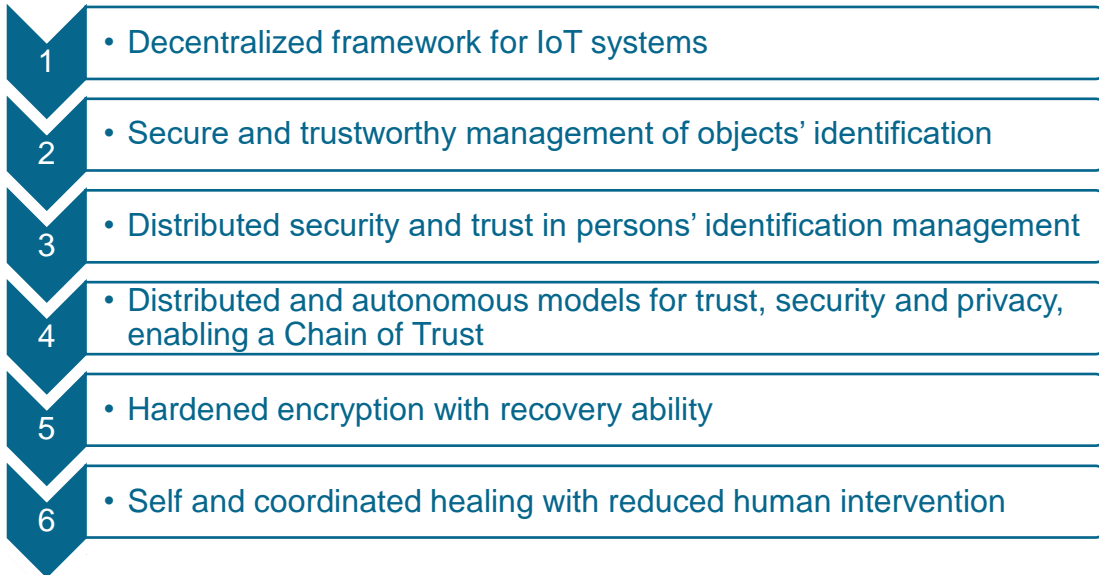 1
• Decentralized framework for IoT systems
2
• Secure and trustworthy management of objects’ identification
3
• Distributed security and trust in persons’ identification management
4
• Distributed and autonomous models for trust, security and privacy,
enabling a Chain of Trust
5
• Hardened encryption with recovery ability
6
• Self and coordinated healing with reduced human intervention